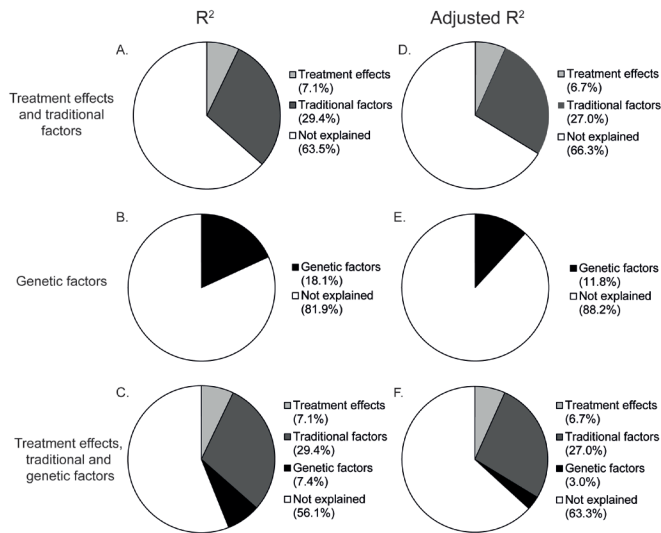 R²
Adjusted R²
Treatment effects
and traditional
factors
A.
Treatment effects
(7.1%)
Traditional factors
(29.4%)
Not explained
(63.5%)
D.
Treatment effects
(6.7%)
Traditional factors
(27.0%)
Not explained
(66.3%)
Genetic factors
B.
Genetic factors
(18.1%)
Not explained
(81.9%)
E.
Genetic factors
(11.8%)
Not explained
(88.2%)
Treatment effects,
traditional and
genetic factors
C.
Treatment effects
(7.1%)
Traditional factors
(29.4%)
Genetic factors
(7.4%)
Not explained
(56.1%)
F.
Treatment effects
(6.7%)
Traditional factors
(27.0%)
Genetic factors
(3.0%)
Not explained
(63.3%)